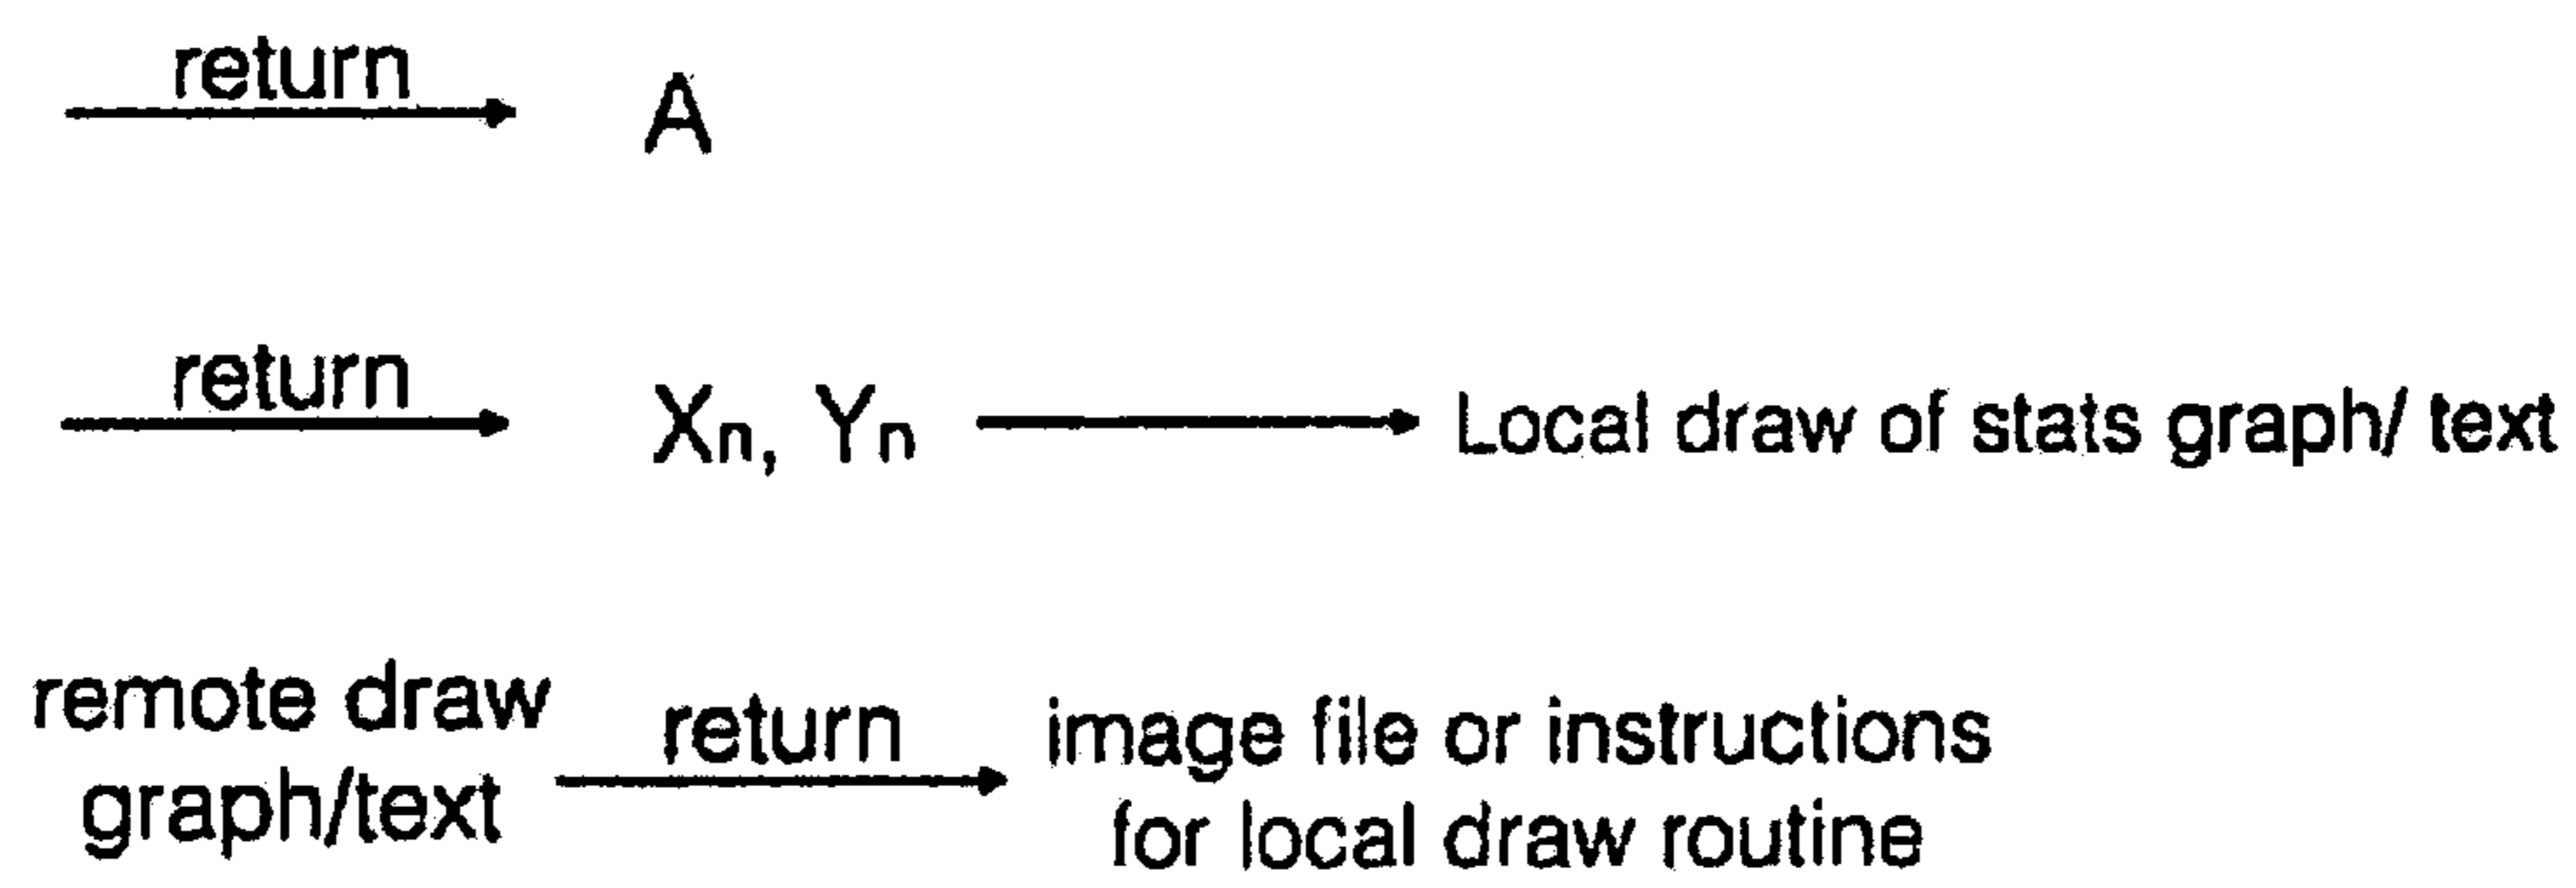 return A
return Xn, Yn Local draw of stats graph/ text
remote draw return image file or instructions
graph/text for local draw routine